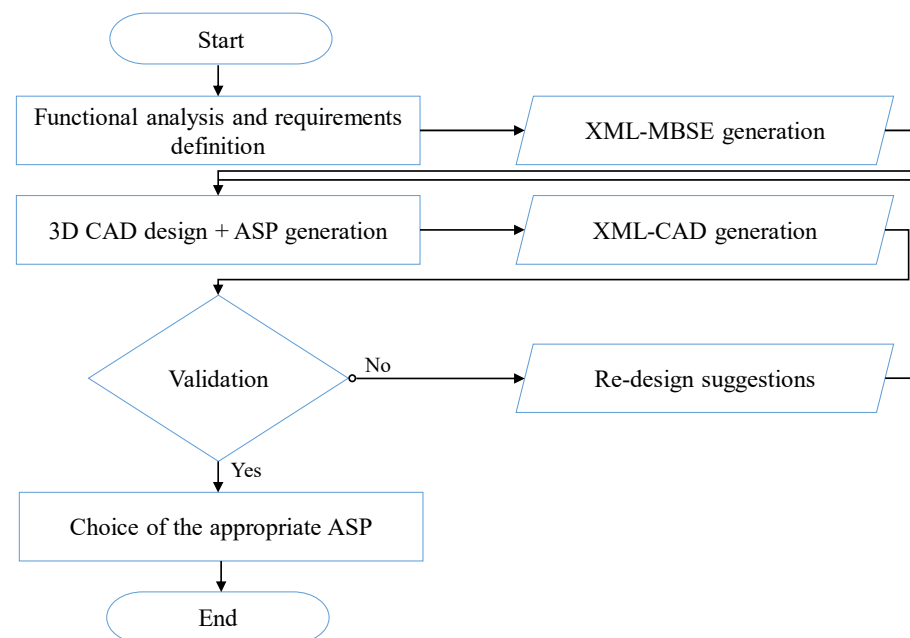 Start
Functional analysis and requirements
definition
XML-MBSE generation
3D CAD design + ASP generation
XML-CAD generation
Validation
No
Re-design suggestions
Yes
Choice of the appropriate ASP
End